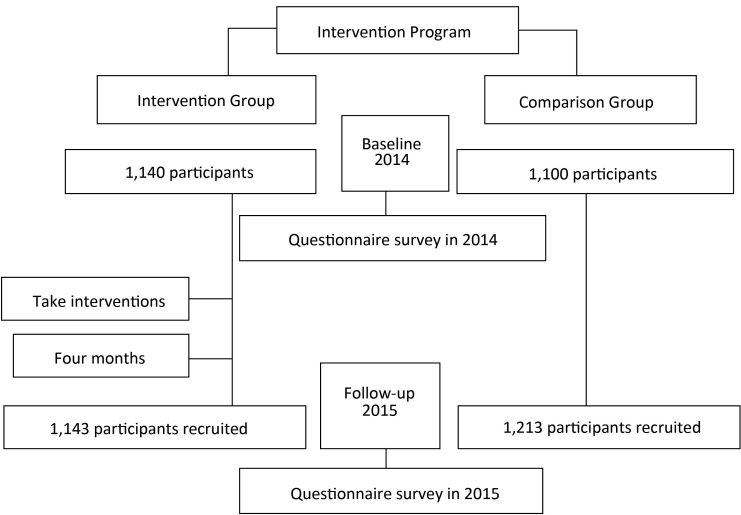 Intervention Program
Intervention Group
Comparison Group
Baseline
2014
1,140 participants
1,100 participants
Questionnaire survey in 2014
Take interventions
Four months
Follow-up
2015
1,143 participants recruited
1,213 participants recruited
Questionnaire survey in 2015